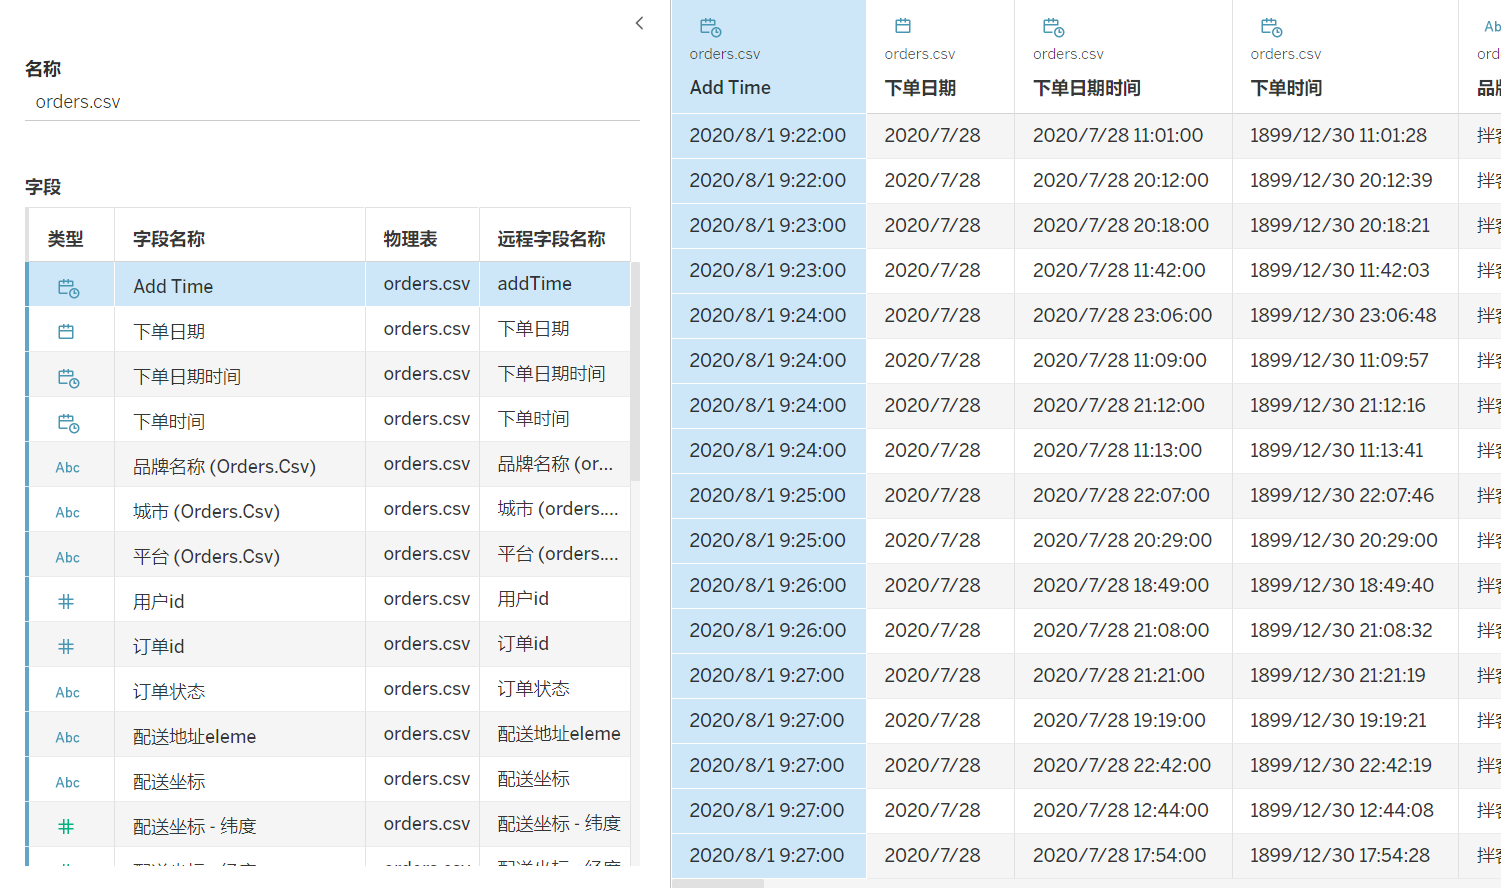 名称
orders.csv
字段
类型 字段名称 物理表 远程字段名称
Add Time orders.csv addTime
下单日期 orders.csv 下单日期
下单日期时间 orders.csv 下单日期时间
下单时间 orders.csv 下单时间
Abc 品牌名称 (Orders.Csv) orders.csv 品牌名称 (or...
Abc 城市 (Orders.Csv) orders.csv 城市 (orders....
Abc 平台 (Orders.Csv) orders.csv 平台 (orders....
用户id orders.csv 用户id
订单id orders.csv 订单id
Abc 订单状态 orders.csv 订单状态
Abc 配送地址eleme orders.csv 配送地址eleme
Abc 配送坐标 orders.csv 配送坐标
配送坐标 - 纬度 orders.csv 配送坐标 - 纬度
orders.csv orders.csv orders.csv orders.csv
Add Time 下单日期 下单日期时间 下单时间
2020/8/1 9:22:00 2020/7/28 2020/7/28 11:01:00 1899/12/30 11:01:28
2020/8/1 9:22:00 2020/7/28 2020/7/28 20:12:00 1899/12/30 20:12:39
2020/8/1 9:23:00 2020/7/28 2020/7/28 20:18:00 1899/12/30 20:18:21
2020/8/1 9:23:00 2020/7/28 2020/7/28 11:42:00 1899/12/30 11:42:03
2020/8/1 9:24:00 2020/7/28 2020/7/28 23:06:00 1899/12/30 23:06:48
2020/8/1 9:24:00 2020/7/28 2020/7/28 11:09:00 1899/12/30 11:09:57
2020/8/1 9:24:00 2020/7/28 2020/7/28 21:12:00 1899/12/30 21:12:16
2020/8/1 9:24:00 2020/7/28 2020/7/28 11:13:00 1899/12/30 11:13:41
2020/8/1 9:25:00 2020/7/28 2020/7/28 22:07:00 1899/12/30 22:07:46
2020/8/1 9:25:00 2020/7/28 2020/7/28 20:29:00 1899/12/30 20:29:00
2020/8/1 9:26:00 2020/7/28 2020/7/28 18:49:00 1899/12/30 18:49:40
2020/8/1 9:26:00 2020/7/28 2020/7/28 21:08:00 1899/12/30 21:08:32
2020/8/1 9:27:00 2020/7/28 2020/7/28 21:21:00 1899/12/30 21:21:19
2020/8/1 9:27:00 2020/7/28 2020/7/28 19:19:00 1899/12/30 19:19:21
2020/8/1 9:27:00 2020/7/28 2020/7/28 22:42:00 1899/12/30 22:42:19
2020/8/1 9:27:00 2020/7/28 2020/7/28 12:44:00 1899/12/30 12:44:08
2020/8/1 9:27:00 2020/7/28 2020/7/28 17:54:00 1899/12/30 17:54:28